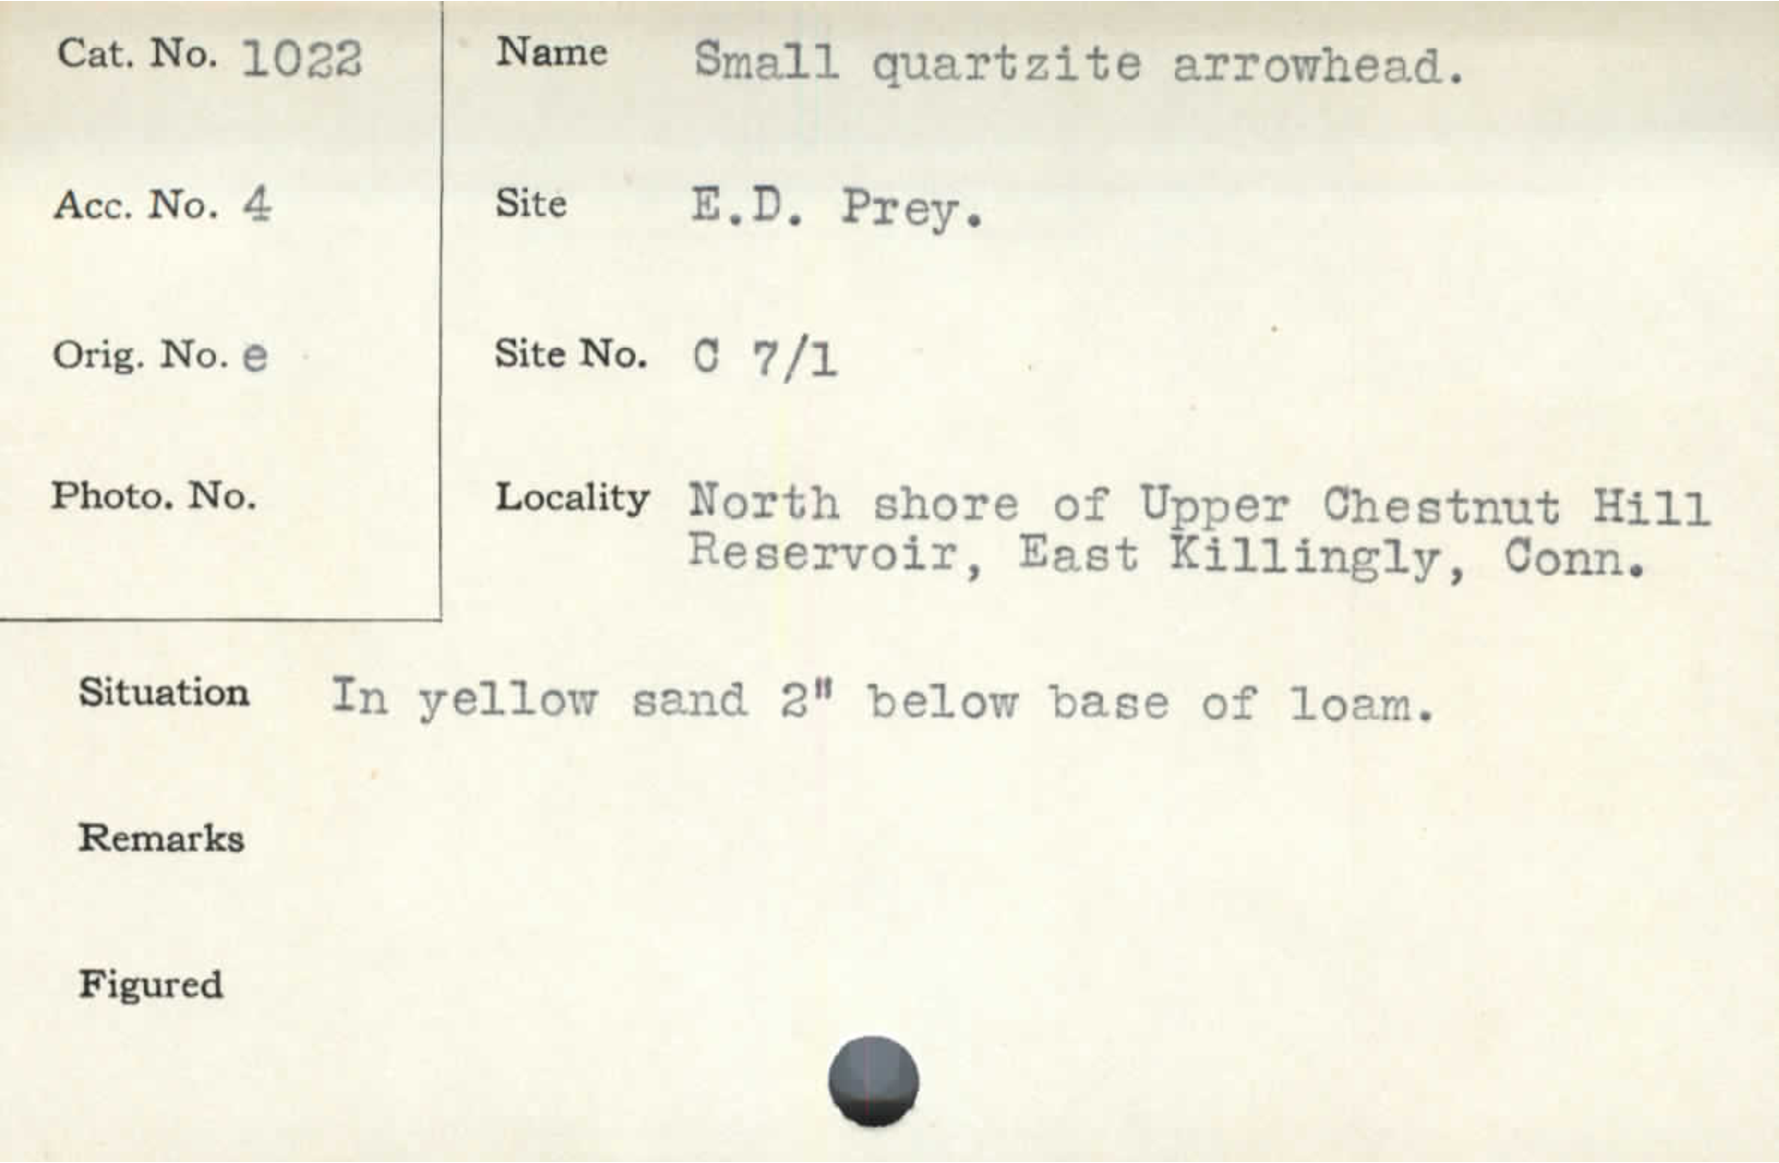 Cat. No. 1022
Name Small quartzite arrowhead.
Acc. No. 4
Site E.D. Prey.
Orig. No. e
Site No. C 7/1
Photo. No.
Locality North shore of Upper Chestnut Hill
Reservoir, East Killingly, Conn.
Situation In yellow sand 2" below base of loam.
Remarks
Figured